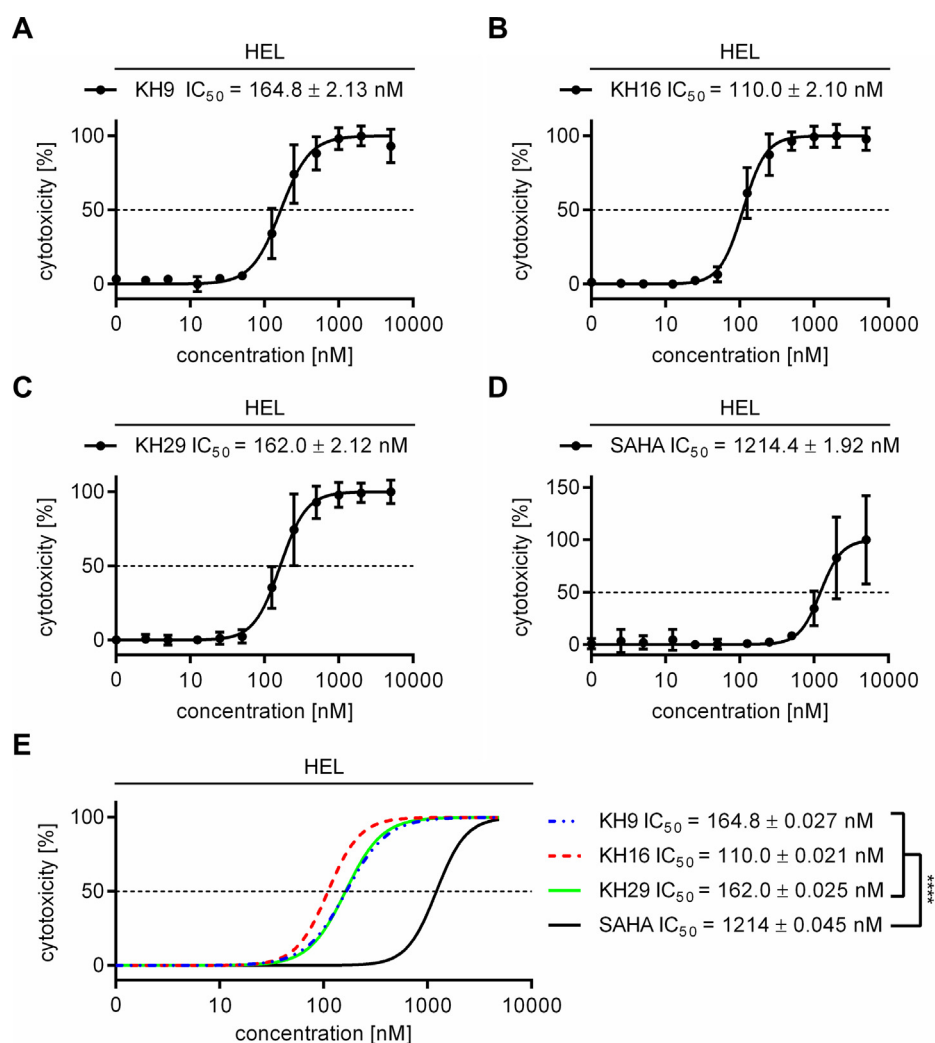 A
HEL
KH9 IC50 = 164.8 ± 2.13 nM
cytotoxicity [%]
100
50
0
0 10 100 1000 10000
concentration [nM]
B
HEL
KH16 IC50 = 110.0 ± 2.10 nM
cytotoxicity [%]
100
50
0
0 10 100 1000 10000
concentration [nM]
C
HEL
KH29 IC50 = 162.0 ± 2.12 nM
cytotoxicity [%]
100
50
0
0 10 100 1000 10000
concentration [nM]
D
HEL
SAHA IC50 = 1214.4 ± 1.92 nM
cytotoxicity [%]
150
100
50
0
0 10 100 1000 10000
concentration [nM]
E
HEL
cytotoxicity [%]
100
50
0
0 10 100 1000 10000
concentration [nM]
KH9 IC50 = 164.8 ± 0.027 nM
KH16 IC50 = 110.0 ± 0.021 nM
KH29 IC50 = 162.0 ± 0.025 nM
SAHA IC50 = 1214 ± 0.045 nM
****